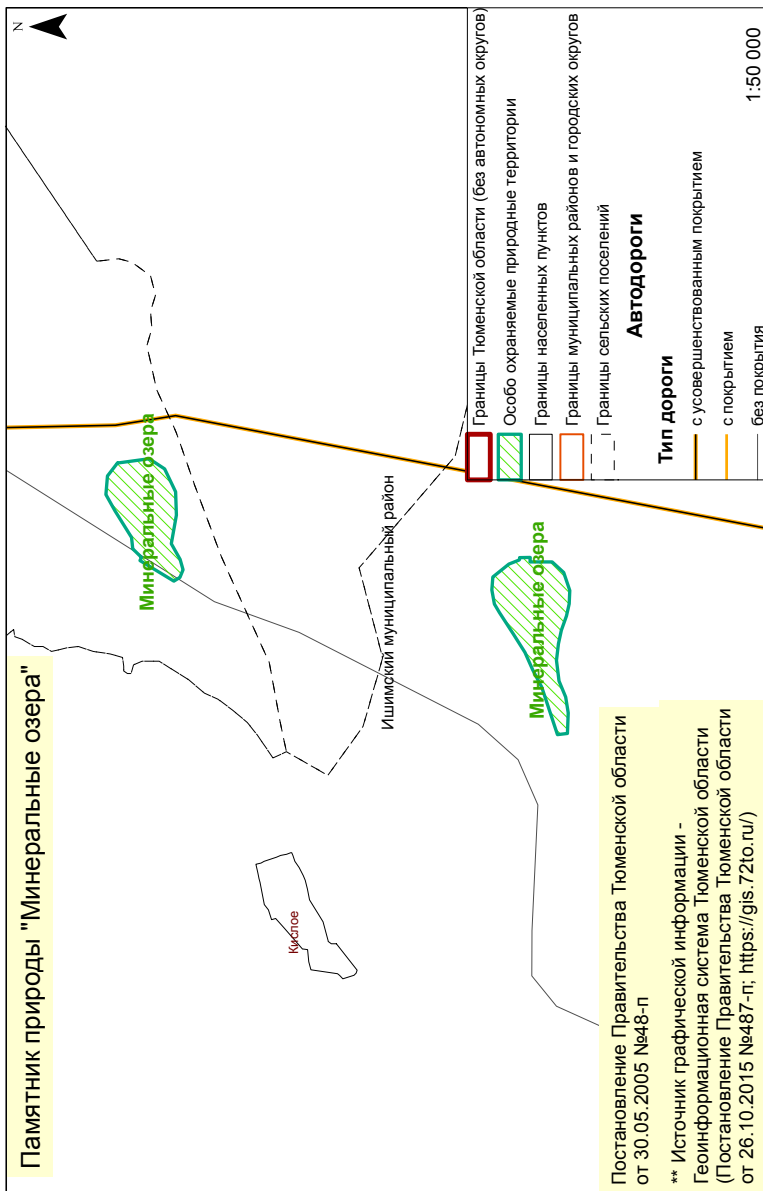 Памятник природы "Минеральные озера"
N
Минеральные озера
Ишимский муниципальный район
Кислое
Минеральные озера
Границы Тюменской области (без автономных округов)
Особо охраняемые природные территории
Границы населенных пунктов
Границы муниципальных районов и городских округов
Границы сельских поселений
Автодороги
Тип дороги
с усовершенствованным покрытием
с покрытием
без покрытия
1:50 000
Постановление Правительства Тюменской области
от 30.05.2005 №48-п
** Источник графической информации -
Геоинформационная система Тюменской области
(Постановление Правительства Тюменской области
от 26.10.2015 №487-п; https://gis.72to.ru/)